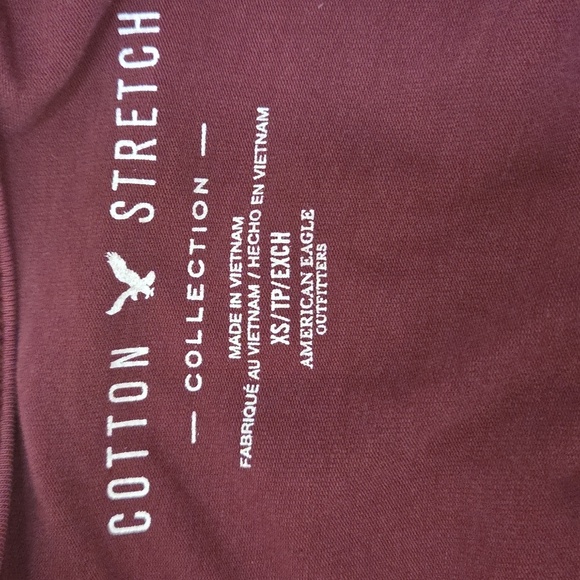 COTTON STRETCH
— COLLECTION —
MADE IN VIETNAM
FABRIQUÉ AU VIETNAM / HECHO EN VIETNAM
XS/TP/EXCH
AMERICAN EAGLE
OUTFITTERS